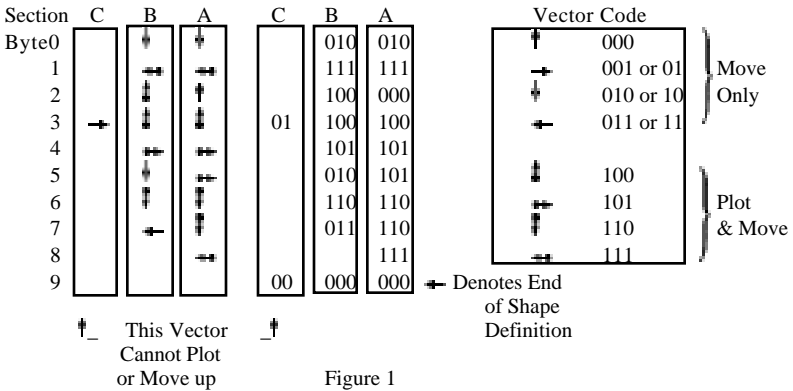 Section C B A C B A Vector Code
Byte0 010 010 000
1 111 111 001 or 01 Move
2 100 000 010 or 10 Only
3 01 100 100 011 or 11
4 101 101
5 010 101 100
6 110 110 101 Plot
7 011 110 110 & Move
8 111 111
9 00 000 000 Denotes End
of Shape
Definition
This Vector
Cannot Plot
or Move up
Figure 1